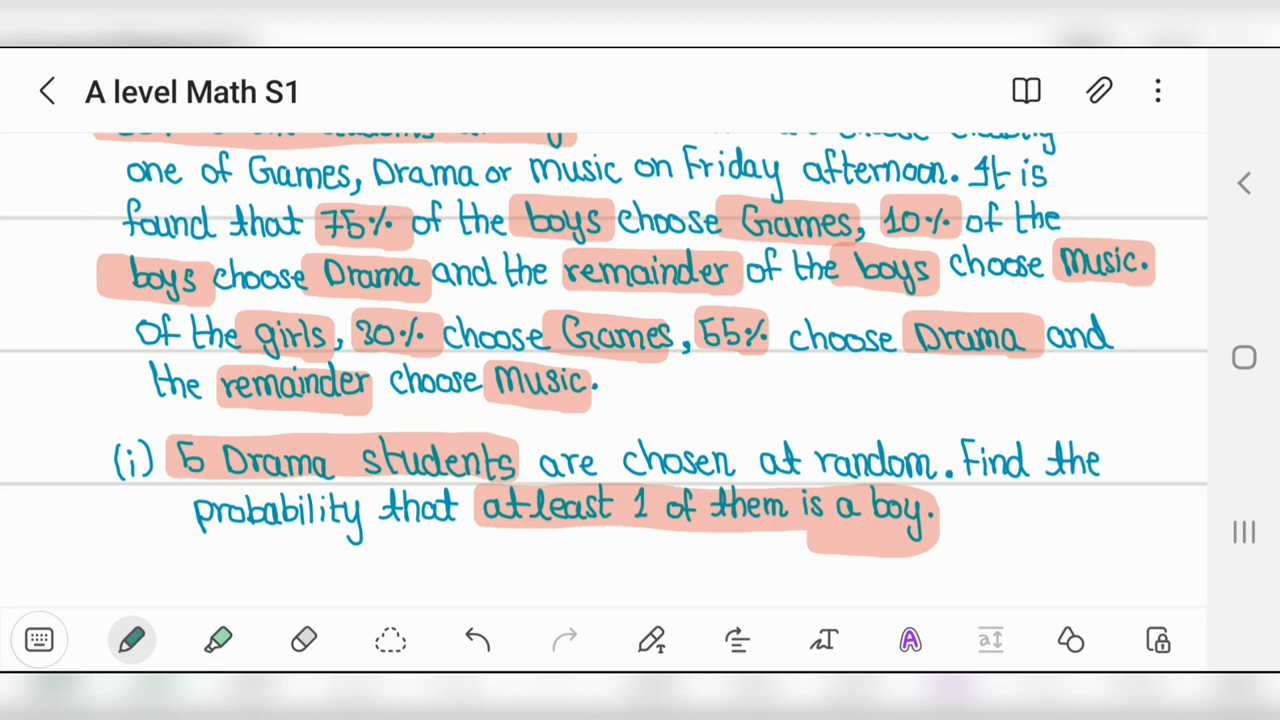 A level Math S1
one of Games, Drama or Music on Friday afternoon. It is
found that 75% of the boys choose Games, 10% of the
boys choose Drama and the remainder of the boys choose Music.
Of the girls, 30% choose Games, 55% choose Drama and
the remainder choose Music.
(i) 5 Drama students are chosen at random. Find the
probability that atleast 1 of them is a boy.